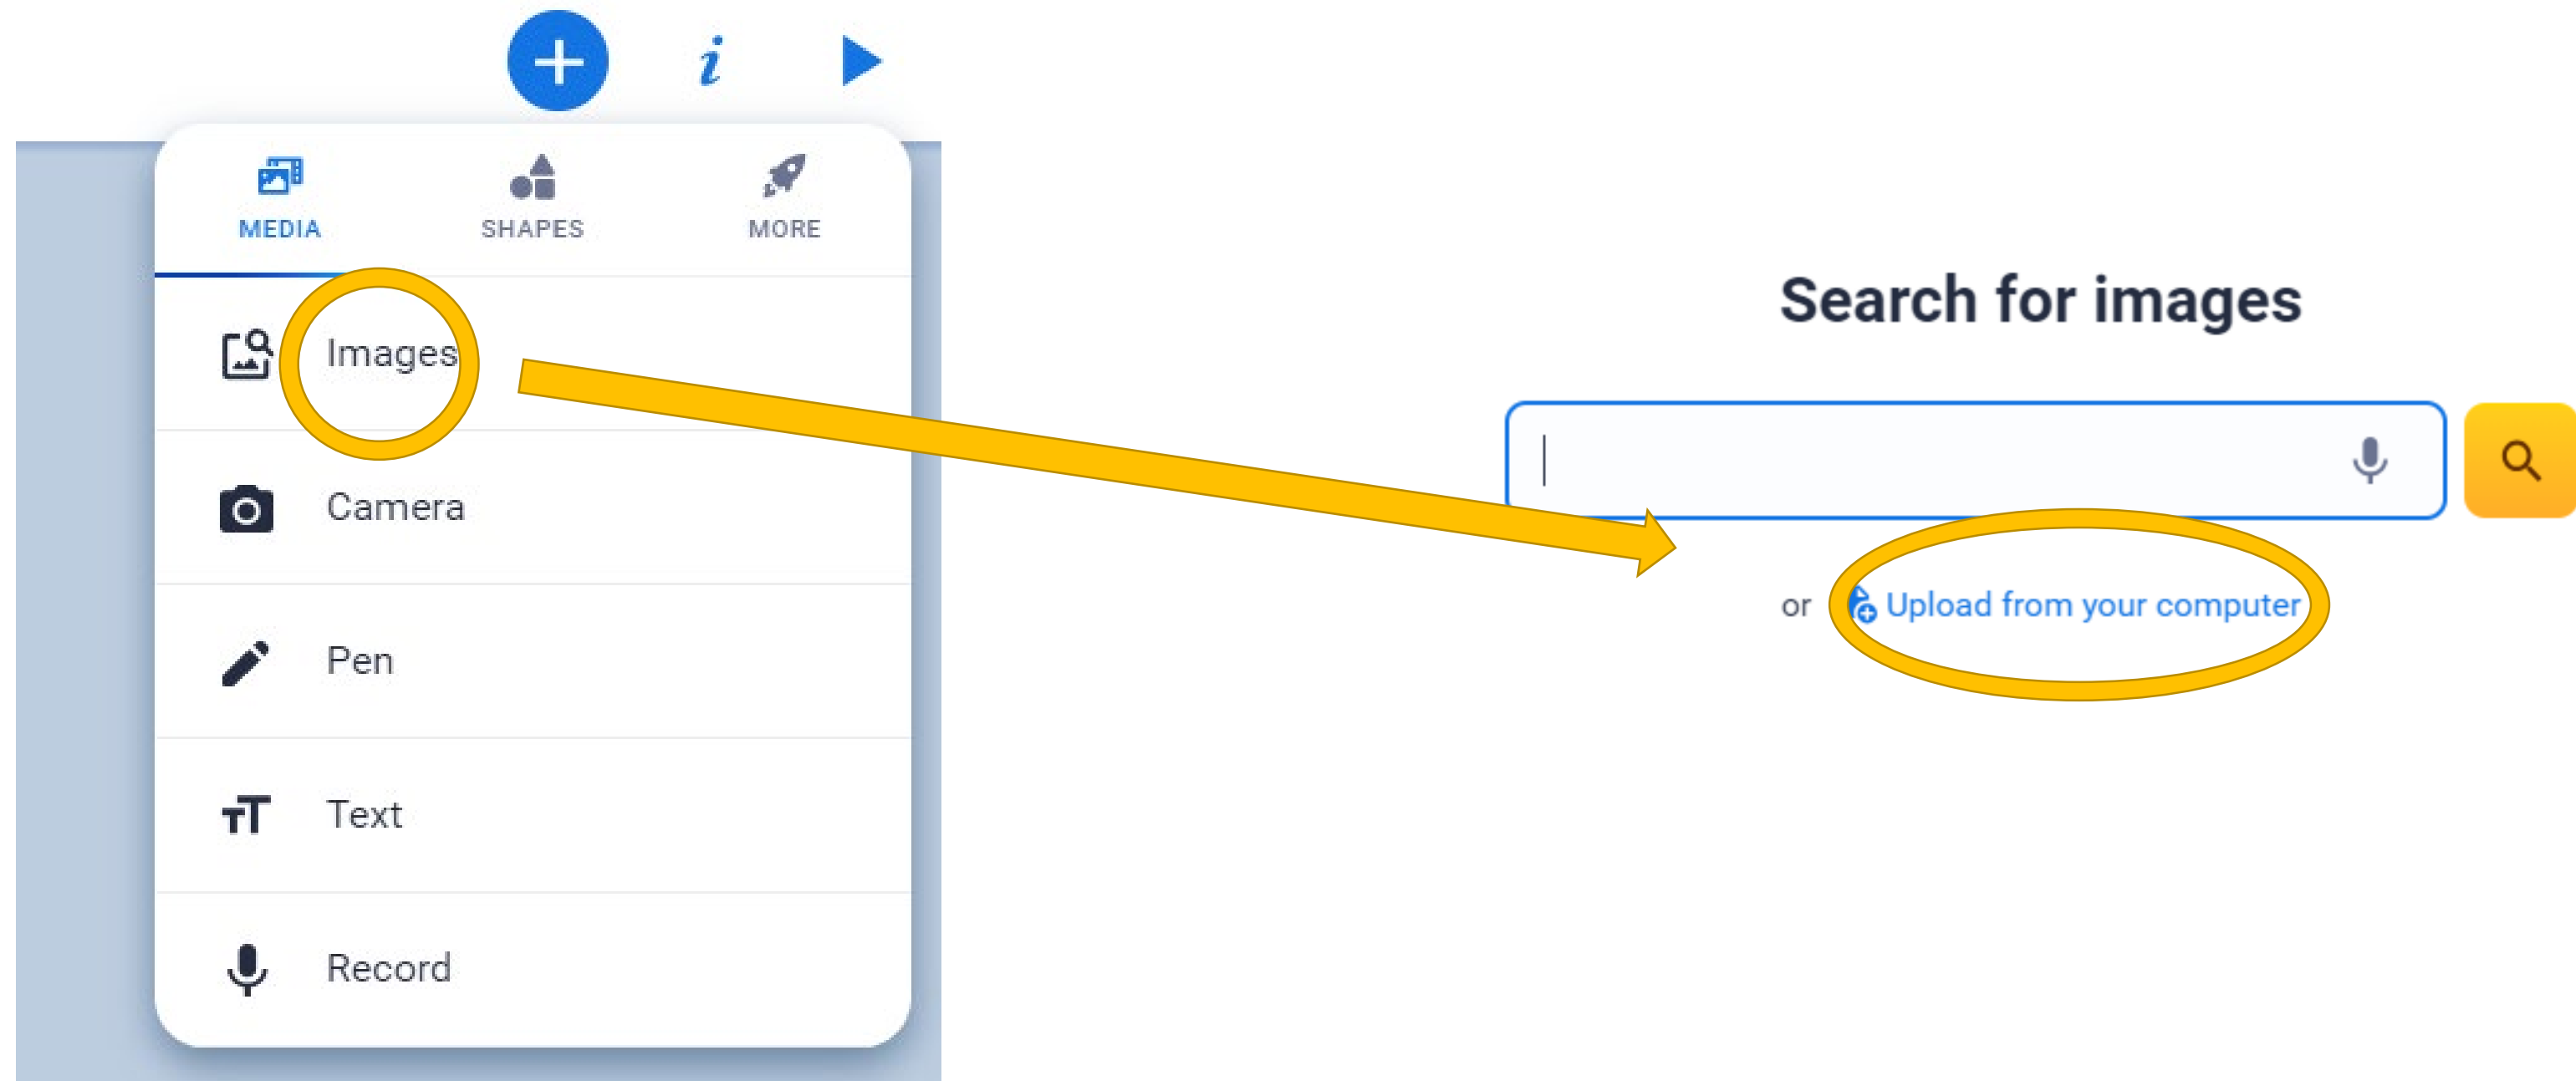 MEDIA SHAPES MORE
Images
Camera
Pen
Text
Record
Search for images
or Upload from your computer